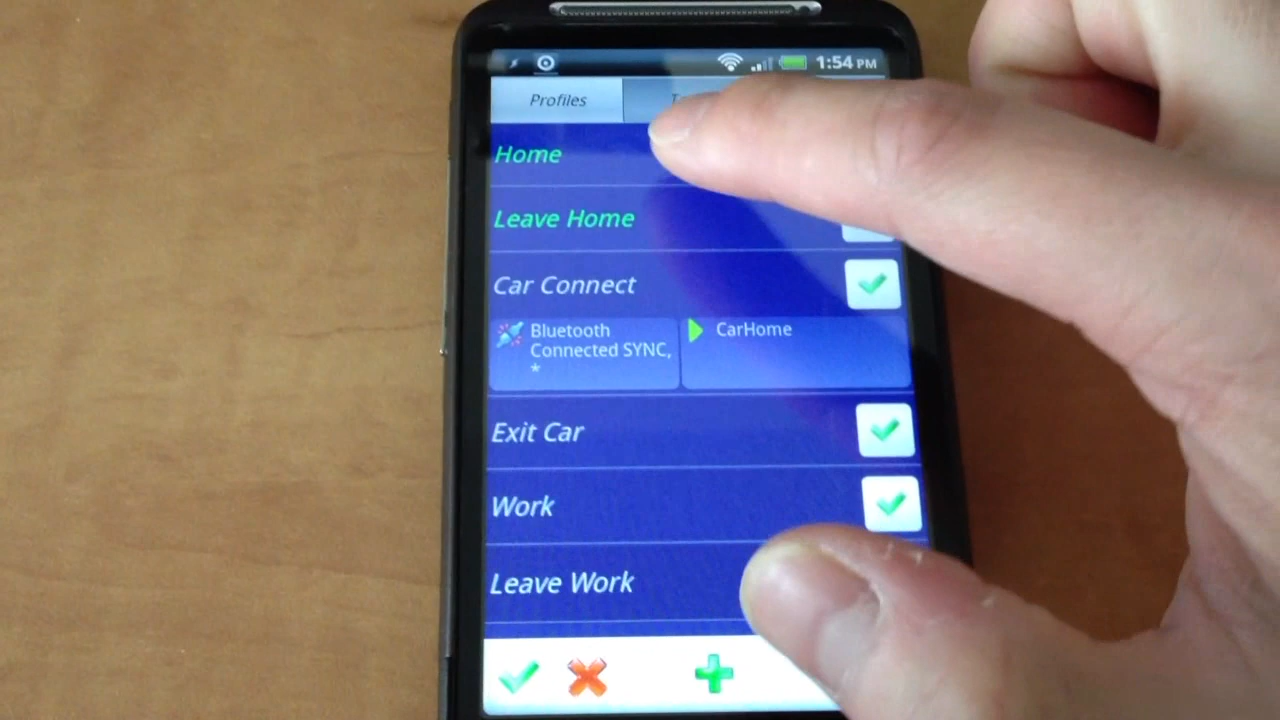 1:54 PM
Profiles
Home
Leave Home
Car Connect
Bluetooth
Connected SYNC,
*
CarHome
Exit Car
Work
Leave Work